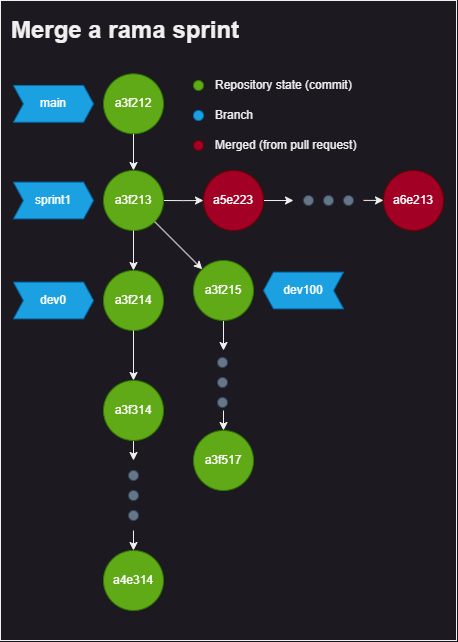 Merge a rama sprint
main
a3f212
Repository state (commit)
Branch
Merged (from pull request)
sprint1
a3f213
a5e223
a6e213
dev0
a3f214
a3f215
dev100
a3f314
a3f517
a4e314